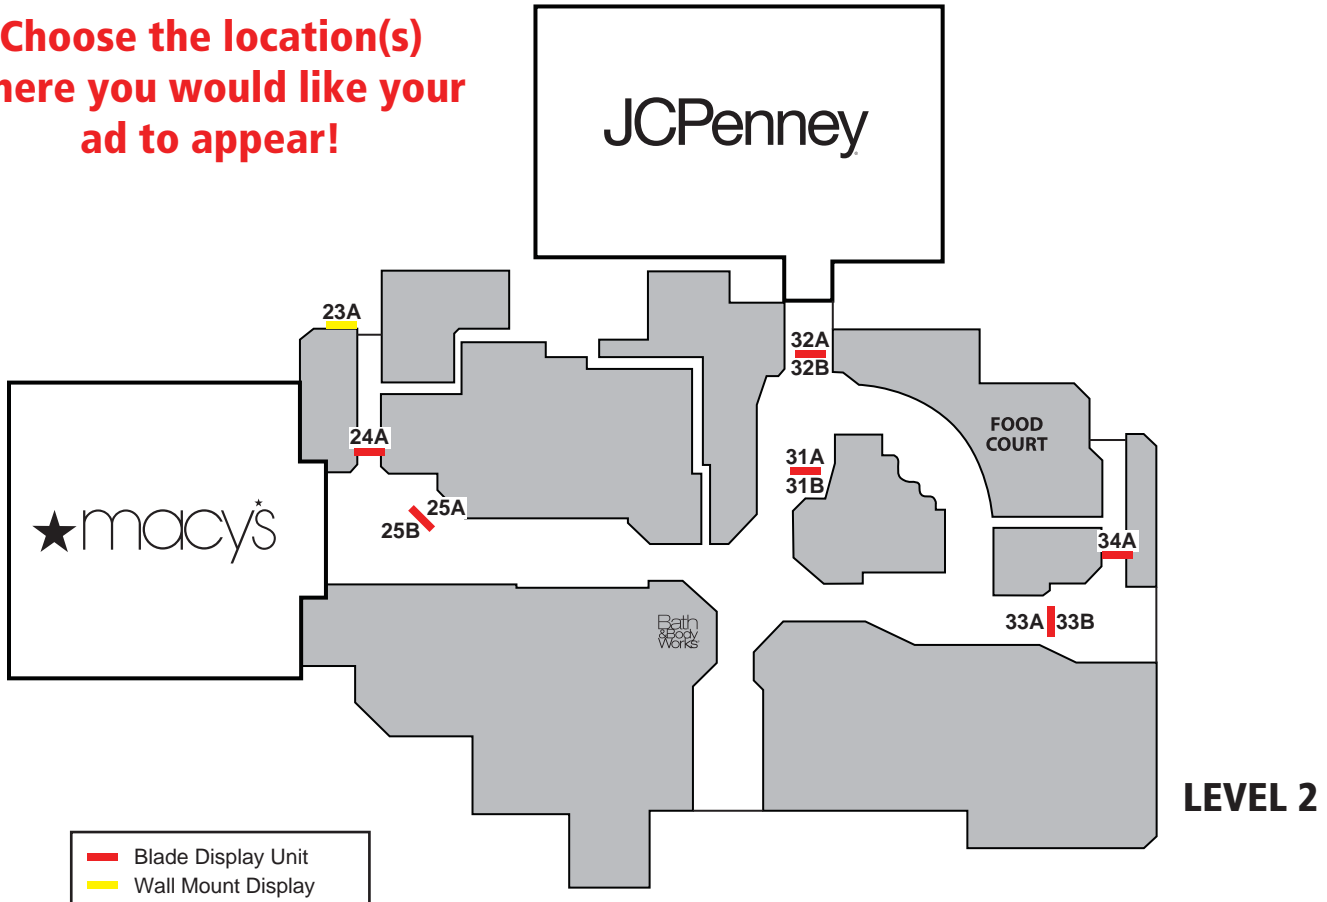 Choose the location(s)
here you would like your
ad to appear!
JCPenney
23A
32A
32B
24A
FOOD
COURT
31A
31B
25A
25B
macy's
34A
33A
33B
Bath
&Body
Works
LEVEL 2
Blade Display Unit
Wall Mount Display